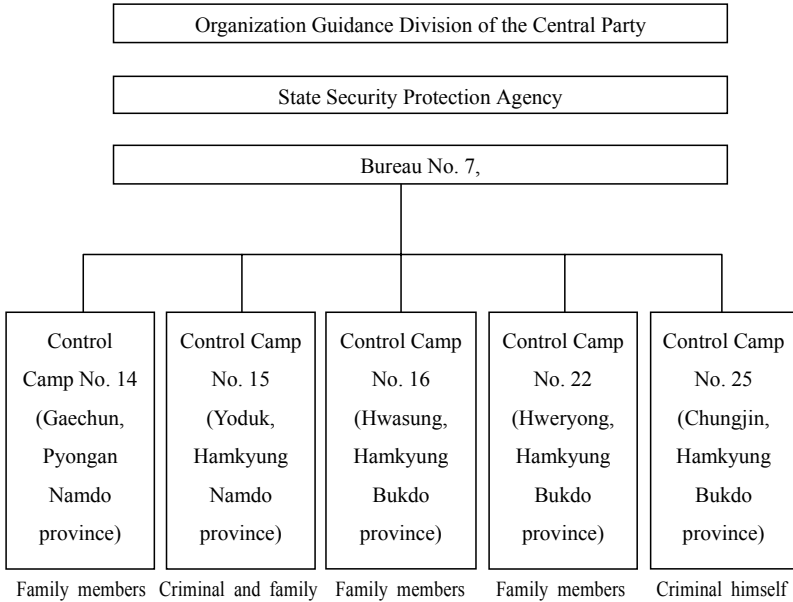 Organization Guidance Division of the Central Party
State Security Protection Agency
Bureau No. 7,
Control
Camp No. 14
(Gaechun,
Pyongan
Namdo
province)
Control Camp
No. 15
(Yoduk,
Hamkyung
Namdo
province)
Control Camp
No. 16
(Hwasung,
Hamkyung
Bukdo
province)
Control Camp
No. 22
(Hweryong,
Hamkyung
Bukdo
province)
Control Camp
No. 25
(Chungjin,
Hamkyung
Bukdo
province)
Family members
Criminal and family
Family members
Family members
Criminal himself